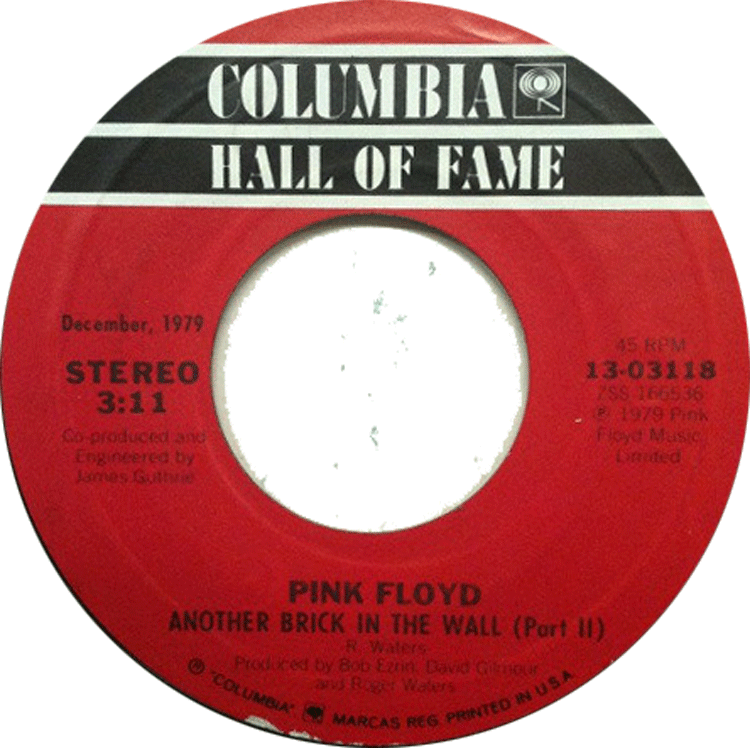 COLUMBIA
HALL OF FAME
December, 1979
STEREO
3:11
Co-produced and
Engineered by
James Guthrie
45 RPM
13-03118
ZSS 166536
℗ 1979 Pink
Floyd Music
Limited
PINK FLOYD
ANOTHER BRICK IN THE WALL (Part II)
R. Waters
Produced by Bob Ezrin, David Gilmour
and Roger Waters
® "COLUMBIA", MARCAS REG. PRINTED IN U.S.A.